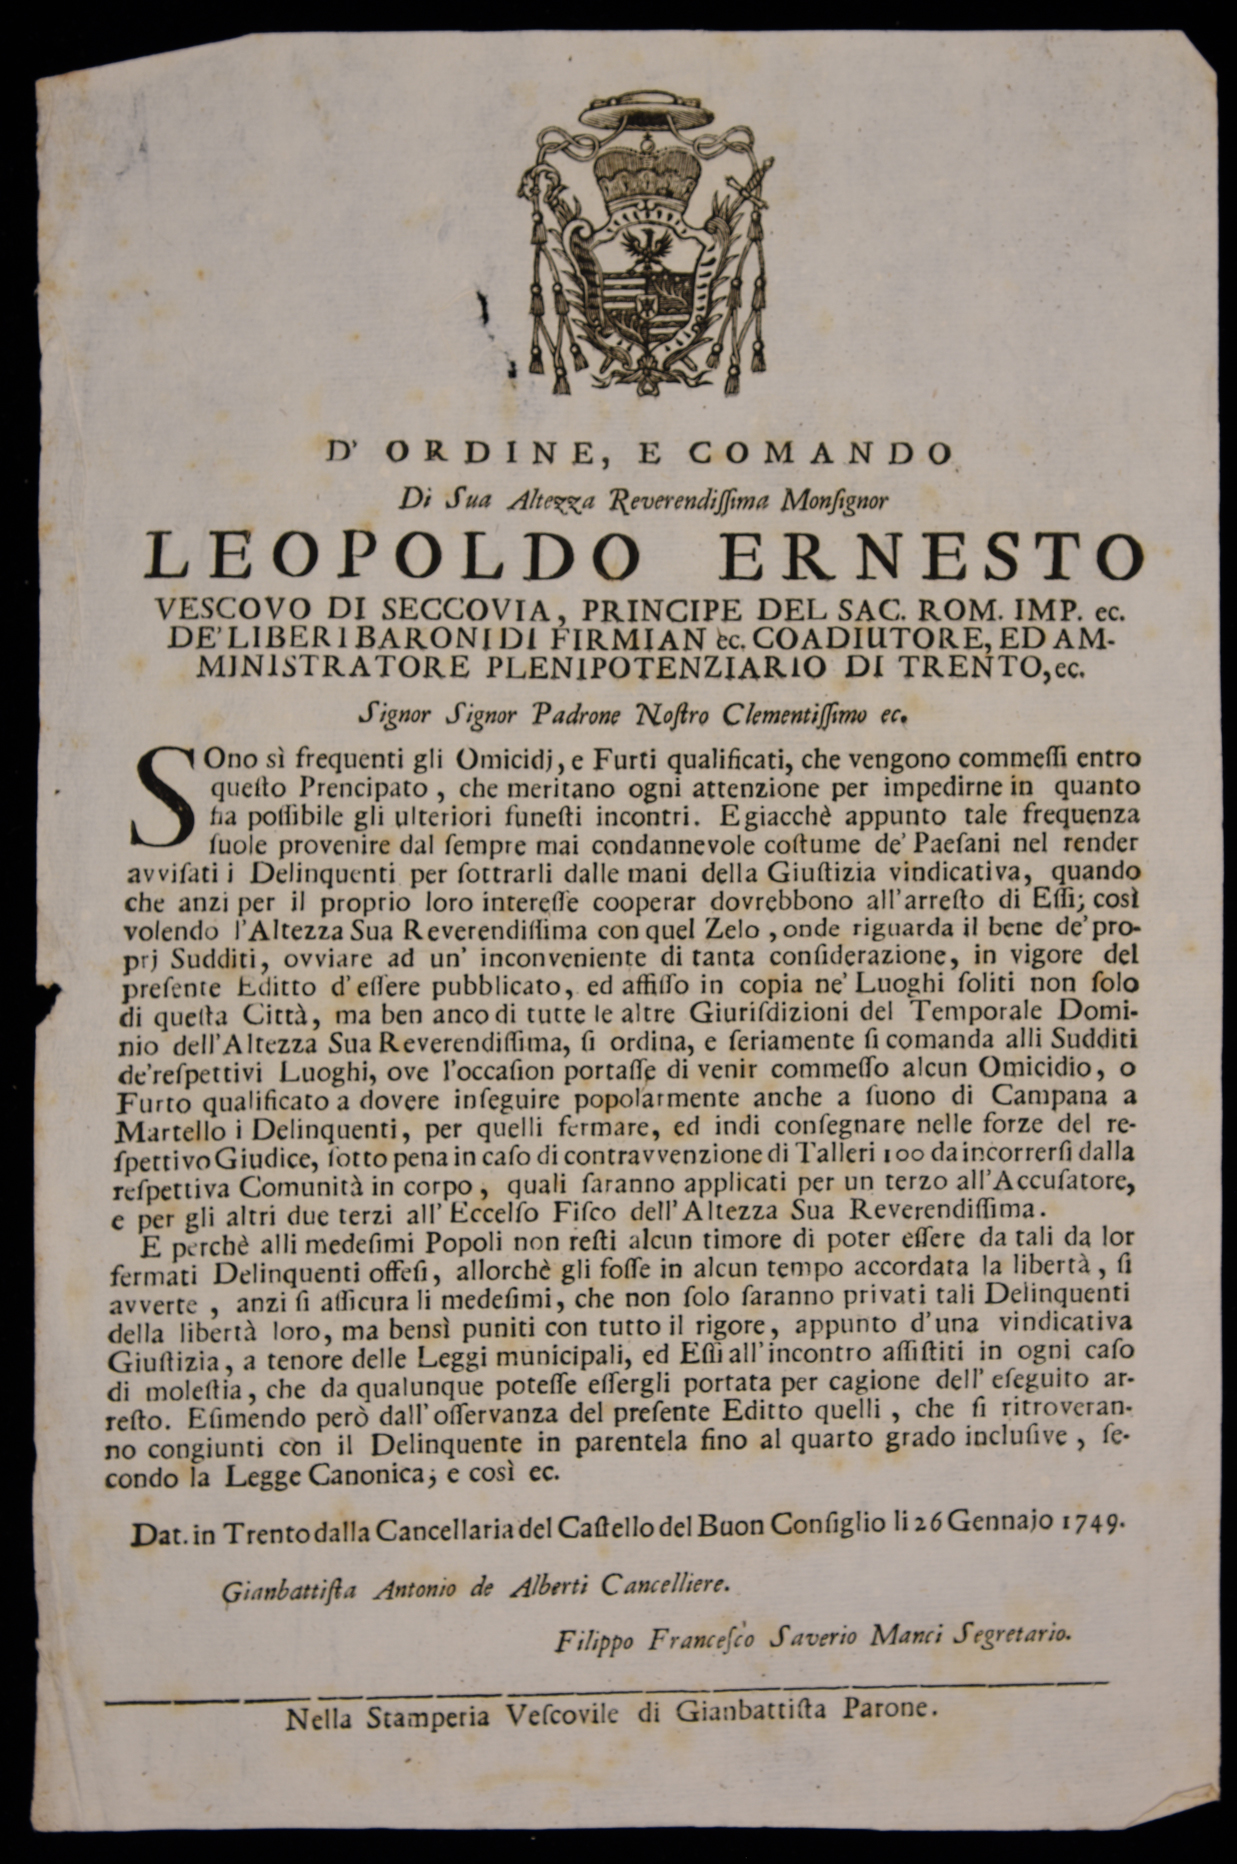 D' ORDINE, E COMANDO
Di Sua Altezza Reverendiſſima Monſignor
LEOPOLDO ERNESTO
VESCOVO DI SECCOVIA, PRINCIPE DEL SAC. ROM. IMP. ec.
DE' LIBERI BARONI DI FIRMIAN ec. COADIUTORE, ED AM-
MINISTRATORE PLENIPOTENZIARIO DI TRENTO, ec.
Signor Signor Padrone Noſtro Clementiſſimo ec.
SOno sì frequenti gli Omicidj, e Furti qualificati, che vengono commeſſi entro
queſto Prencipato, che meritano ogni attenzione per impedirne in quanto
ſia poſſibile gli ulteriori funeſti incontri. E giacchè appunto tale frequenza
ſuole provenire dal ſempre mai condannevole coſtume de' Paeſani nel render
avviſati i Delinquenti per ſottrarli dalle mani della Giuſtizia vindicativa, quando
che anzi per il proprio loro intereſſe cooperar dovrebbono all'arreſto di Eſſi; così
volendo l'Altezza Sua Reverendiſſima con quel Zelo, onde riguarda il bene de' pro-
prj Sudditi, ovviare ad un' inconveniente di tanta conſiderazione, in vigore del
preſente Editto d'eſſere pubblicato, ed affiſſo in copia ne' Luoghi ſoliti non ſolo
di queſta Città, ma ben anco di tutte le altre Giuriſdizioni del Temporale Domi-
nio dell'Altezza Sua Reverendiſſima, ſi ordina, e ſeriamente ſi comanda alli Sudditi
de' reſpettivi Luoghi, ove l'occaſion portaſſe di venir commeſſo alcun Omicidio, o
Furto qualificato a dovere inſeguire popolarmente anche a ſuono di Campana a
Martello i Delinquenti, per quelli fermare, ed indi conſegnare nelle forze del re-
ſpettivo Giudice, ſotto pena in caſo di contravvenzione di Talleri 100 da incorrerſi dalla
reſpettiva Comunità in corpo, quali ſaranno applicati per un terzo all'Accuſatore,
e per gli altri due terzi all' Eccelſo Fiſco dell'Altezza Sua Reverendiſſima.
E perchè alli medeſimi Popoli non reſti alcun timore di poter eſſere da tali da lor
fermati Delinquenti offeſi, allorchè gli foſſe in alcun tempo accordata la libertà, ſi
avverte, anzi ſi aſſicura li medeſimi, che non ſolo ſaranno privati tali Delinquenti
della libertà loro, ma bensì puniti con tutto il rigore, appunto d'una vindicativa
Giuſtizia, a tenore delle Leggi municipali, ed Eſſi all'incontro aſſiſtiti in ogni caſo
di moleſtia, che da qualunque poteſſe eſſergli portata per cagione dell' eſeguito ar-
reſto. Eſimendo però dall'oſſervanza del preſente Editto quelli, che ſi ritroveran-
no congiunti con il Delinquente in parentela fino al quarto grado incluſive, ſe-
condo la Legge Canonica; e così ec.
Dat. in Trento dalla Cancellaria del Caſtello del Buon Conſiglio li 26 Gennajo 1749.
Gianbattiſta Antonio de Alberti Cancelliere.
Filippo Franceſco Saverio Manci Segretario.
Nella Stamperia Veſcovile di Gianbattiſta Parone.